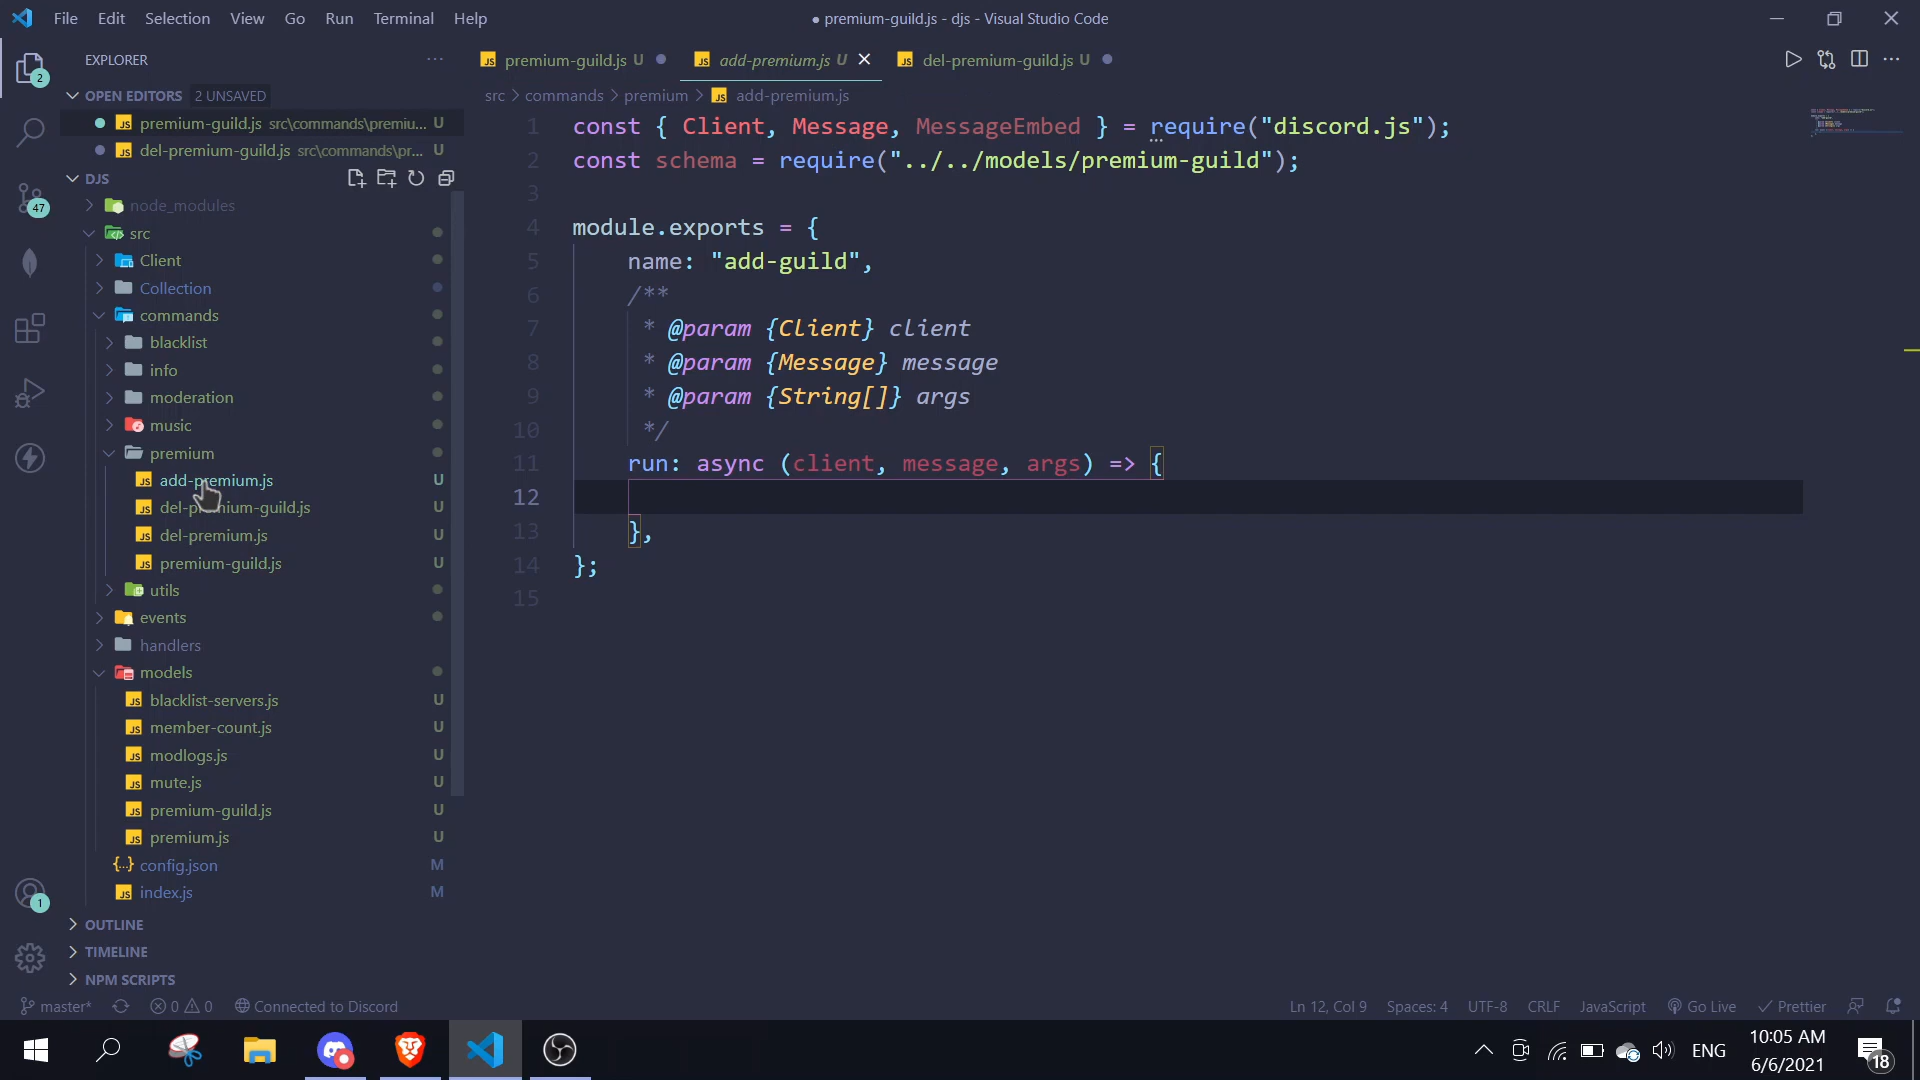 File Edit Selection View Go Run Terminal Help
● premium-guild.js - djs - Visual Studio Code
EXPLORER
premium-guild.js U
add-premium.js U
del-premium-guild.js U
OPEN EDITORS 2 UNSAVED
premium-guild.js src\commands\premiu... U
del-premium-guild.js src\commands\pr... U
DJS
node_modules
src
Client
Collection
commands
blacklist
info
moderation
music
premium
add-premium.js U
del-premium-guild.js U
del-premium.js U
premium-guild.js U
utils
events
handlers
models
blacklist-servers.js U
member-count.js U
modlogs.js U
mute.js U
premium-guild.js U
premium.js U
config.json M
index.js M
OUTLINE
TIMELINE
NPM SCRIPTS
2
47
1
src > commands > premium > add-premium.js
1 const { Client, Message, MessageEmbed } = require("discord.js");
2 const schema = require("../../models/premium-guild");
3
4 module.exports = {
5 name: "add-guild",
6 /**
7 * @param {Client} client
8 * @param {Message} message
9 * @param {String[]} args
10 */
11 run: async (client, message, args) => {
12
13 },
14 };
15
master* 0 0 Connected to Discord
Ln 12, Col 9 Spaces: 4 UTF-8 CRLF JavaScript Go Live Prettier
ENG
10:05 AM
6/6/2021
18